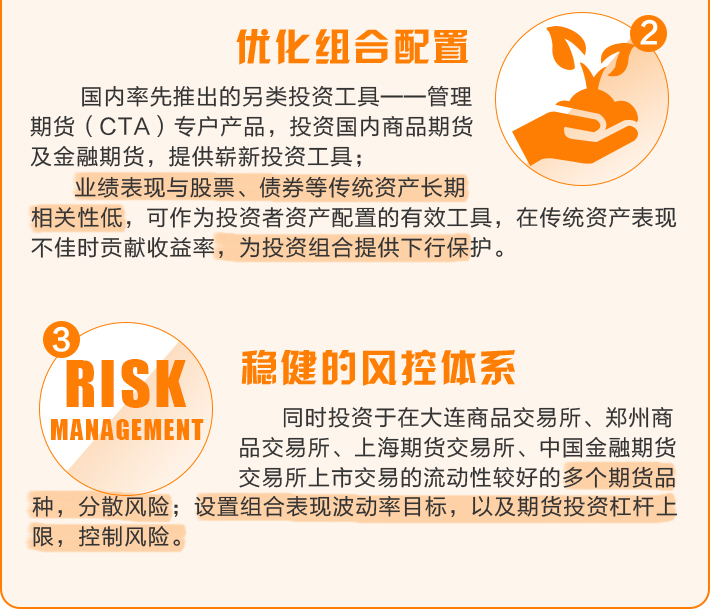 优化组合配置
2
国内率先推出的另类投资工具——管理
期货（CTA）专户产品，投资国内商品期货
及金融期货，提供崭新投资工具；
业绩表现与股票、债券等传统资产长期
相关性低，可作为投资者资产配置的有效工具，在传统资产表现
不佳时贡献收益率，为投资组合提供下行保护。
3
RISK
MANAGEMENT
稳健的风控体系
同时投资于在大连商品交易所、郑州商
品交易所、上海期货交易所、中国金融期货
交易所上市交易的流动性较好的多个期货品
种，分散风险；设置组合表现波动率目标，以及期货投资杠杆上
限，控制风险。